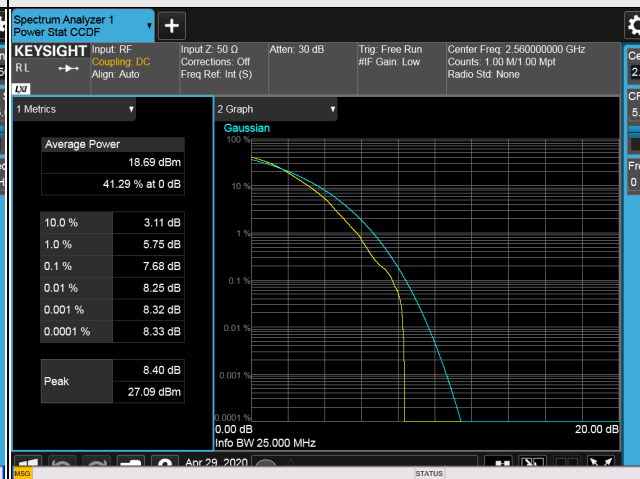 Spectrum Analyzer 1
Power Stat CCDF
KEYSIGHT
R L
LXI
Input: RF
Coupling: DC
Align: Auto
Input Z: 50 Ω
Corrections: Off
Freq Ref: Int (S)
Atten: 30 dB
Trig: Free Run
#IF Gain: Low
Center Freq: 2.560000000 GHz
Counts: 1.00 M/1.00 Mpt
Radio Std: None
1 Metrics
Average Power
18.69 dBm
41.29 % at 0 dB
10.0 % 3.11 dB
1.0 % 5.75 dB
0.1 % 7.68 dB
0.01 % 8.25 dB
0.001 % 8.32 dB
0.0001 % 8.33 dB
Peak
8.40 dB
27.09 dBm
2 Graph
Gaussian
100 %
10 %
1 %
0.1 %
0.01 %
0.001 %
0.0001 %
0.00 dB
20.00 dB
Info BW 25.000 MHz
Apr 29, 2020
MSG
STATUS